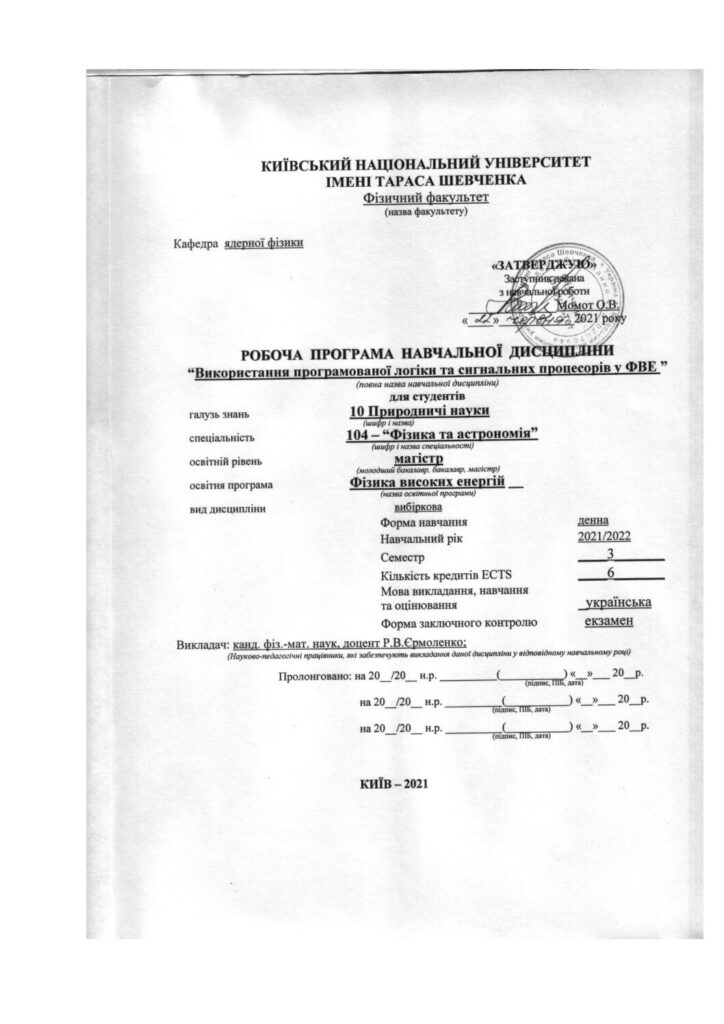 КИЇВСЬКИЙ НАЦІОНАЛЬНИЙ УНІВЕРСИТЕТ
ІМЕНІ ТАРАСА ШЕВЧЕНКА
Фізичний факультет
(назва факультету)
Кафедра ядерної фізики
«ЗАТВЕРДЖУЮ»
Заступник декана
з навчальної роботи
Момот О.В.
«22» червня 2021 року
РОБОЧА ПРОГРАМА НАВЧАЛЬНОЇ ДИСЦИПЛІНИ
“Використання програмованої логіки та сигнальних процесорів у ФВЕ ”
(повна назва навчальної дисципліни)
для студентів
галузь знань 10 Природничі науки
(шифр і назва)
спеціальність 104 – “Фізика та астрономія”
(шифр і назва спеціальності)
освітній рівень магістр
(молодший бакалавр, бакалавр, магістр)
освітня програма Фізика високих енергій __
(назва освітньої програми)
вид дисципліни вибіркова
Форма навчання денна
Навчальний рік 2021/2022
Семестр 3
Кількість кредитів ECTS 6
Мова викладання, навчання
та оцінювання українська
Форма заключного контролю екзамен
Викладач: канд. фіз.-мат. наук, доцент Р.В.Єрмоленко;
(Науково-педагогічні працівники, які забезпечують викладання даної дисципліни у відповідному навчальному році)
Пролонговано: на 20__/20__ н.р. __________(___________) «__»___ 20__р.
(підпис, ПІБ, дата)
на 20__/20__ н.р. __________(___________) «__»___ 20__р.
(підпис, ПІБ, дата)
на 20__/20__ н.р. __________(___________) «__»___ 20__р.
(підпис, ПІБ, дата)
КИЇВ – 2021